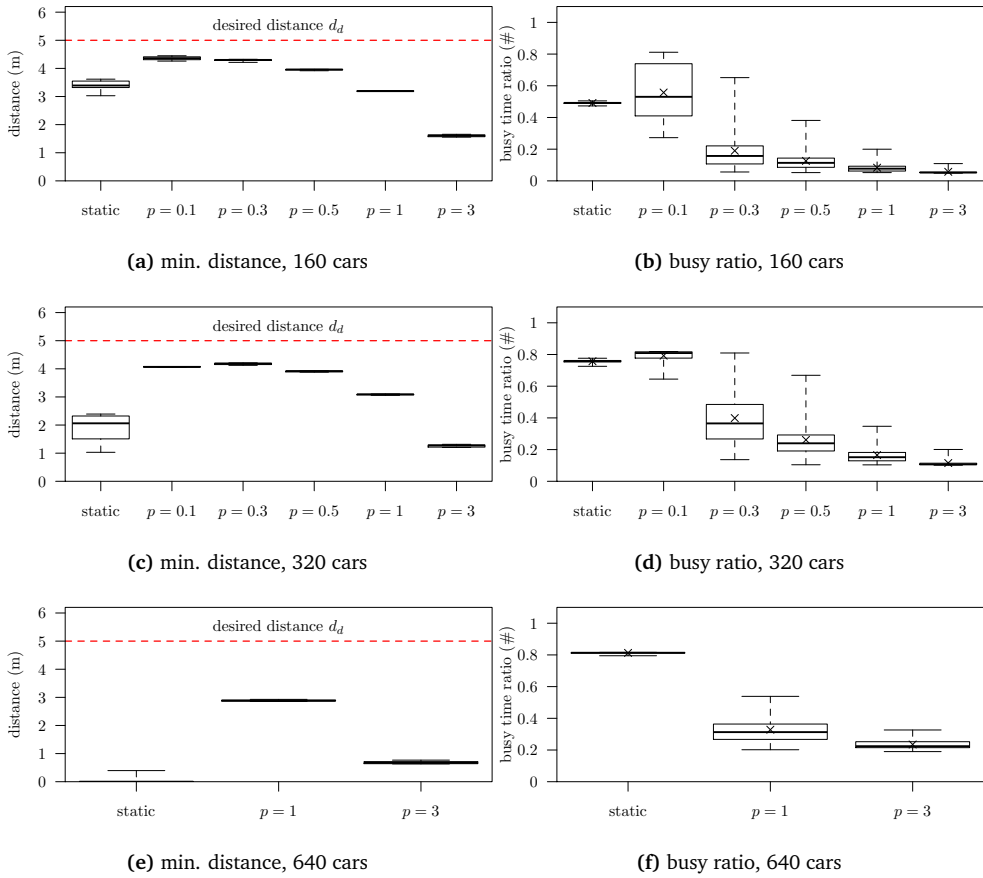 desired distance d_d
distance (m)
6
5
4
3
2
1
0
static p = 0.1 p = 0.3 p = 0.5 p = 1 p = 3
(a) min. distance, 160 cars
busy time ratio (#)
1
0.8
0.6
0.4
0.2
0
static p = 0.1 p = 0.3 p = 0.5 p = 1 p = 3
(b) busy ratio, 160 cars
desired distance d_d
distance (m)
6
5
4
3
2
1
0
static p = 0.1 p = 0.3 p = 0.5 p = 1 p = 3
(c) min. distance, 320 cars
busy time ratio (#)
1
0.8
0.6
0.4
0.2
0
static p = 0.1 p = 0.3 p = 0.5 p = 1 p = 3
(d) busy ratio, 320 cars
desired distance d_d
distance (m)
6
5
4
3
2
1
0
static p = 1 p = 3
(e) min. distance, 640 cars
busy time ratio (#)
1
0.8
0.6
0.4
0.2
0
static p = 1 p = 3
(f) busy ratio, 640 cars